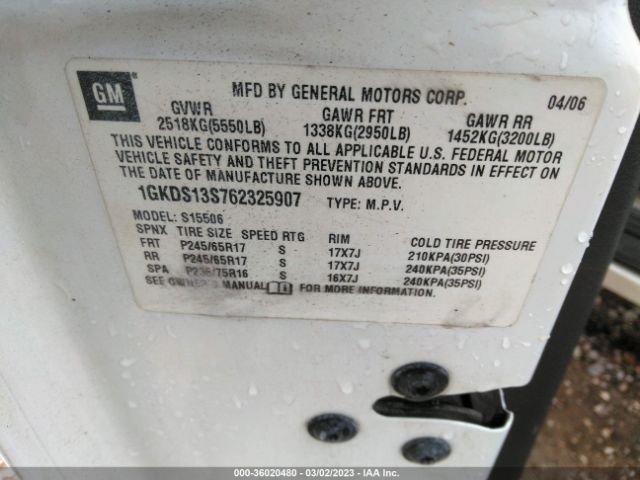 GM ®
MFD BY GENERAL MOTORS CORP. 04/06
GVWR GAWR FRT GAWR RR
2518KG(5550LB) 1338KG(2950LB) 1452KG(3200LB)
THIS VEHICLE CONFORMS TO ALL APPLICABLE U.S. FEDERAL MOTOR
VEHICLE SAFETY AND THEFT PREVENTION STANDARDS IN EFFECT ON
THE DATE OF MANUFACTURE SHOWN ABOVE.
1GKDS13S762325907 TYPE: M.P.V.
MODEL: S15506
SPNX TIRE SIZE SPEED RTG RIM COLD TIRE PRESSURE
FRT P245/65R17 S 17X7J 210KPA(30PSI)
RR P245/65R17 S 17X7J 240KPA(35PSI)
SPA P235/75R16 S 16X7J 240KPA(35PSI)
SEE OWNER'S MANUAL FOR MORE INFORMATION.
000-36020480 | 03/02/2023 | IAA Inc.